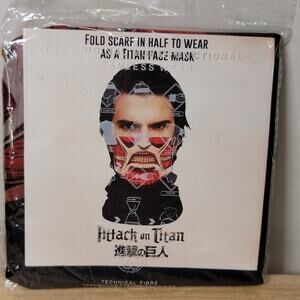 FOLD SCARF IN HALF TO WEAR
AS A TITAN FACE MASK
Attack on Titan
進撃の巨人
TECHNICAL FIBRE